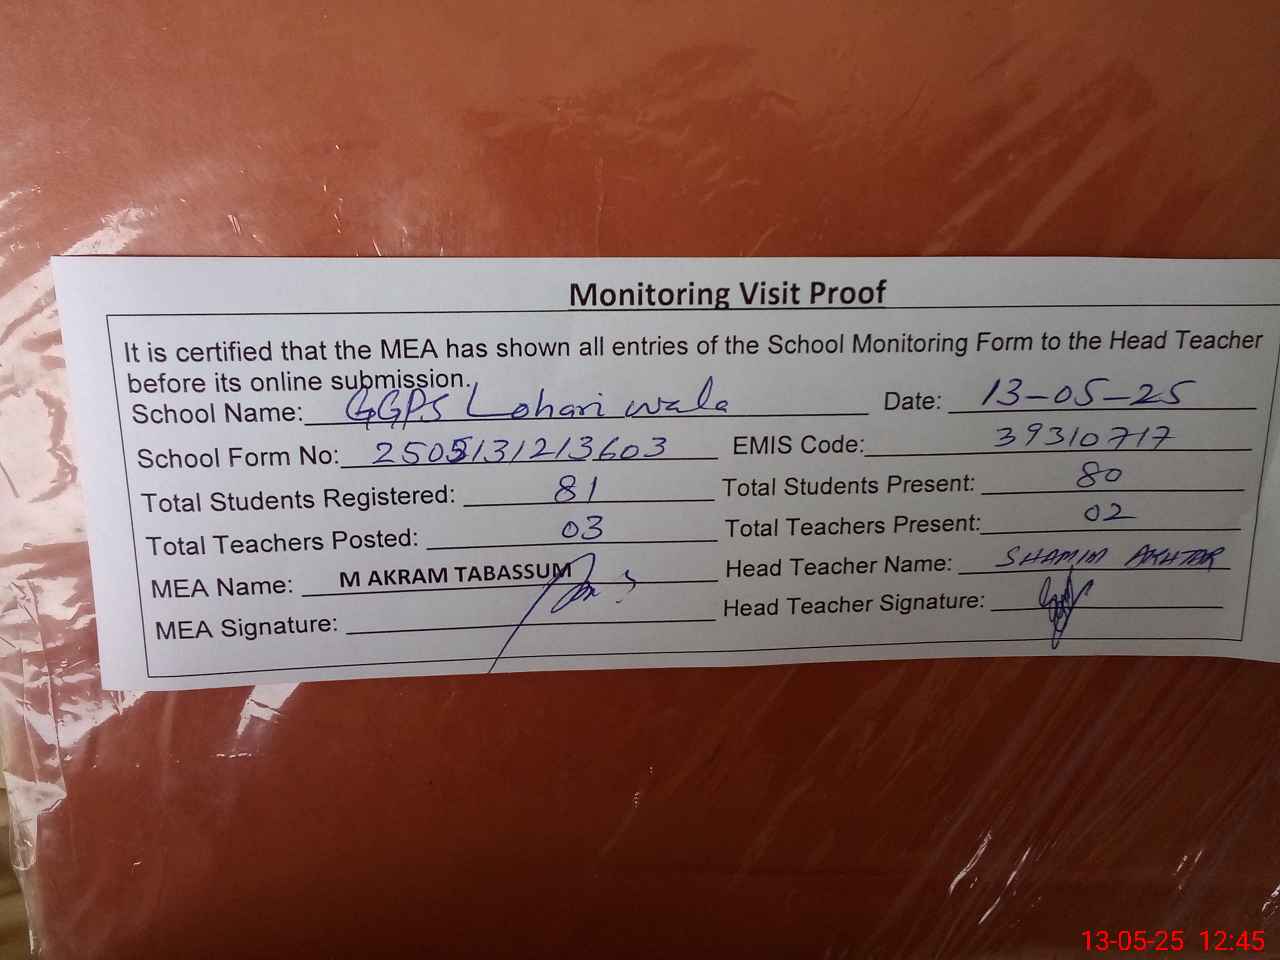 Monitoring Visit Proof
It is certified that the MEA has shown all entries of the School Monitoring Form to the Head Teacher
before its online submission.
School Name: GGPS Lohari wala Date: 13-05-25
School Form No: 2505131213603 EMIS Code: 39310717
Total Students Registered: 81 Total Students Present: 80
Total Teachers Posted: 03 Total Teachers Present: 02
MEA Name: M AKRAM TABASSUM Head Teacher Name: SHAMIM AKHTAR
MEA Signature: Head Teacher Signature:
13-05-25 12:45